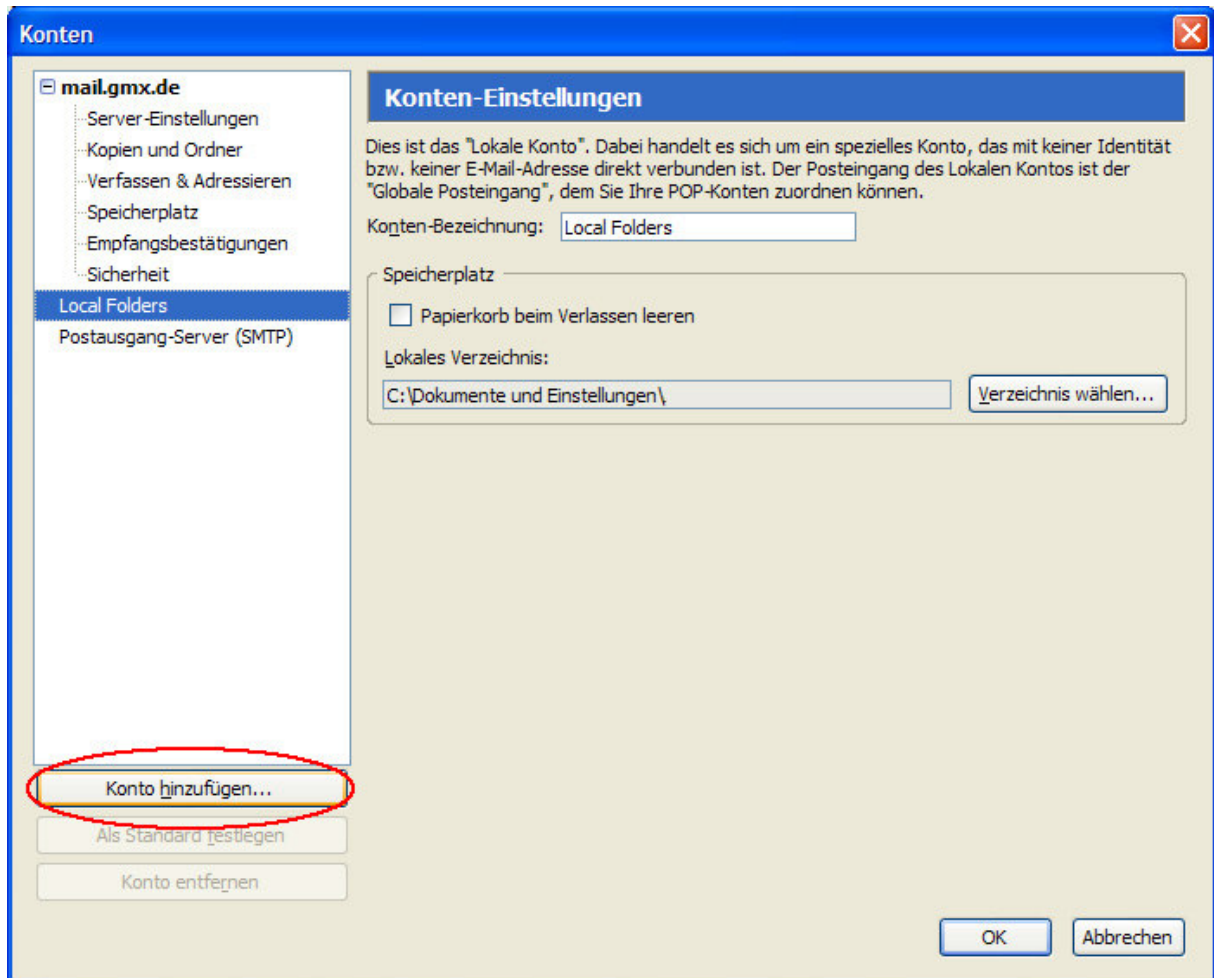 Konten
mail.gmx.de
Server-Einstellungen
Kopien und Ordner
Verfassen & Adressieren
Speicherplatz
Empfangsbestätigungen
Sicherheit
Local Folders
Postausgang-Server (SMTP)
Konto hinzufügen...
Als Standard festlegen
Konto entfernen
Konten-Einstellungen
Dies ist das "Lokale Konto". Dabei handelt es sich um ein spezielles Konto, das mit keiner Identität
bzw. keiner E-Mail-Adresse direkt verbunden ist. Der Posteingang des Lokalen Kontos ist der
"Globale Posteingang", dem Sie Ihre POP-Konten zuordnen können.
Konten-Bezeichnung: Local Folders
Speicherplatz
Papierkorb beim Verlassen leeren
Lokales Verzeichnis:
C:\Dokumente und Einstellungen\ Verzeichnis wählen...
OK Abbrechen